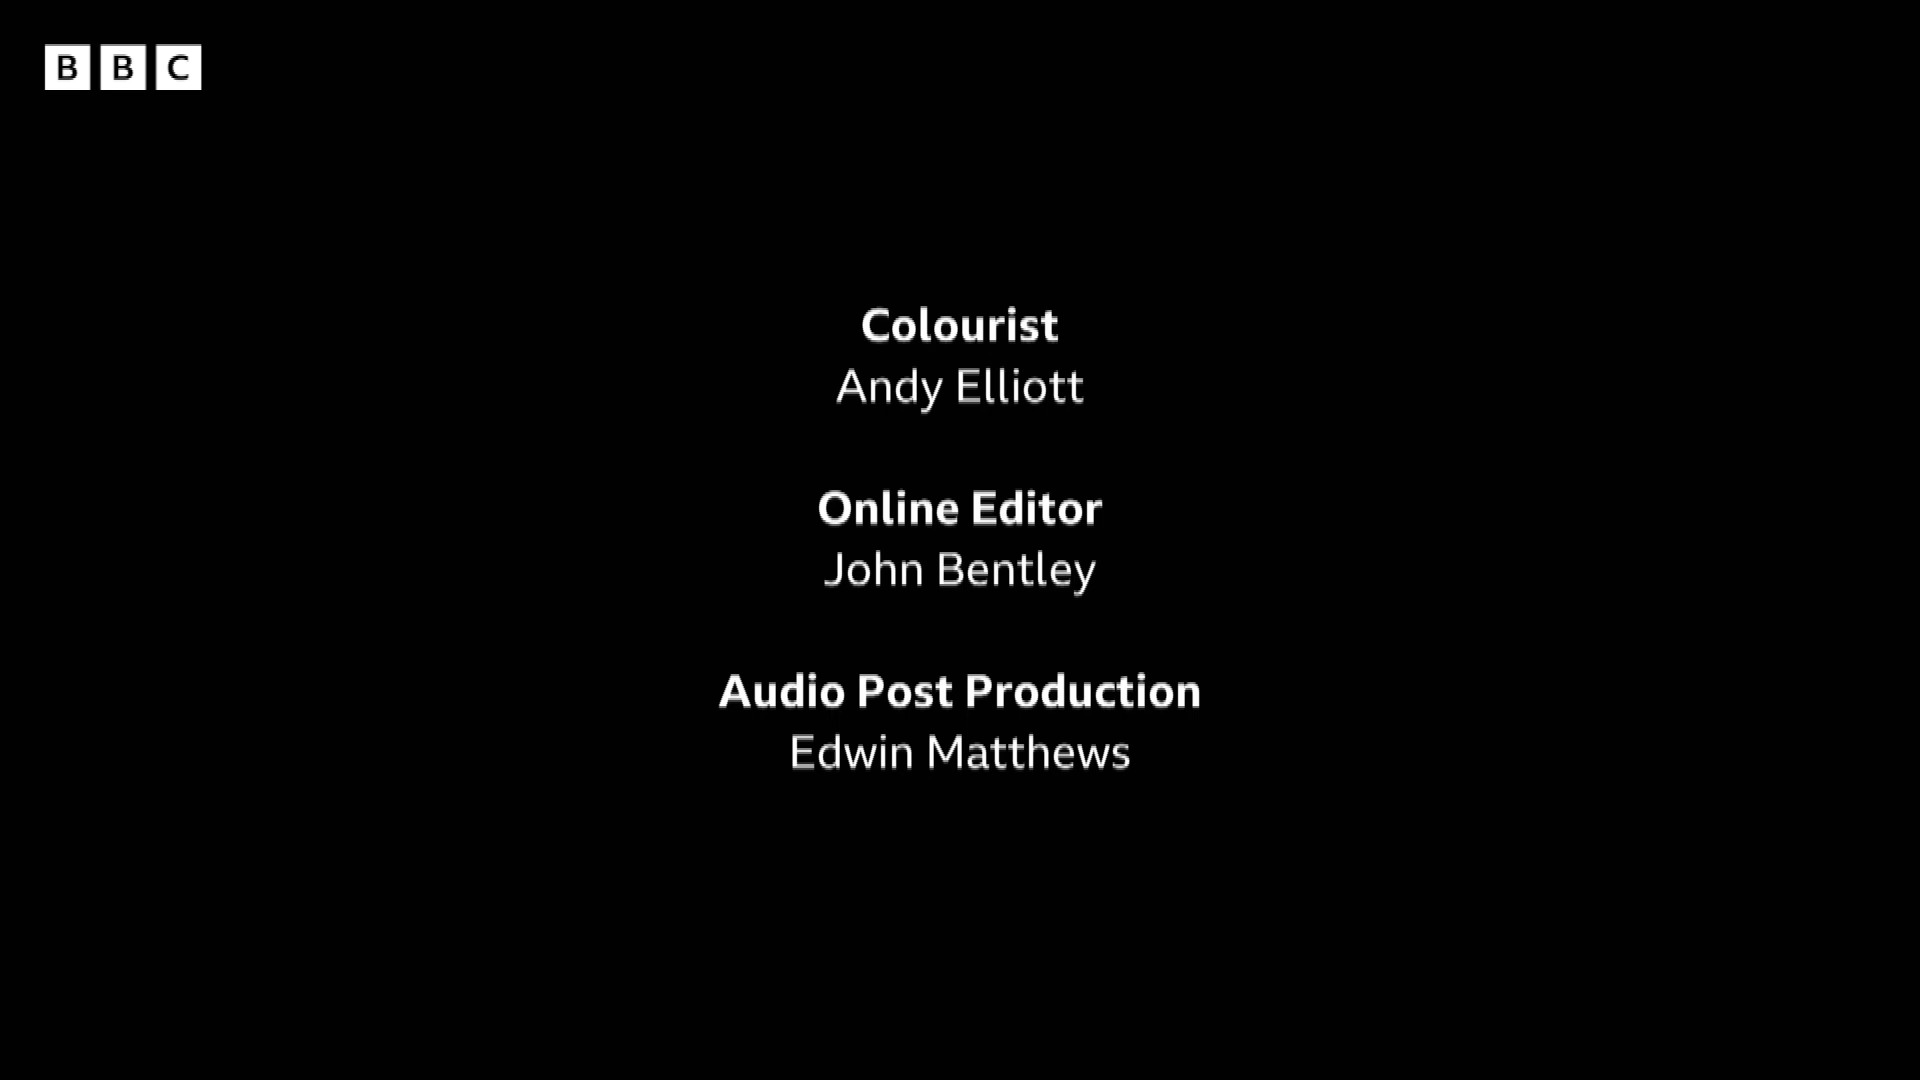 BBC
Colourist
Andy Elliott
Online Editor
John Bentley
Audio Post Production
Edwin Matthews